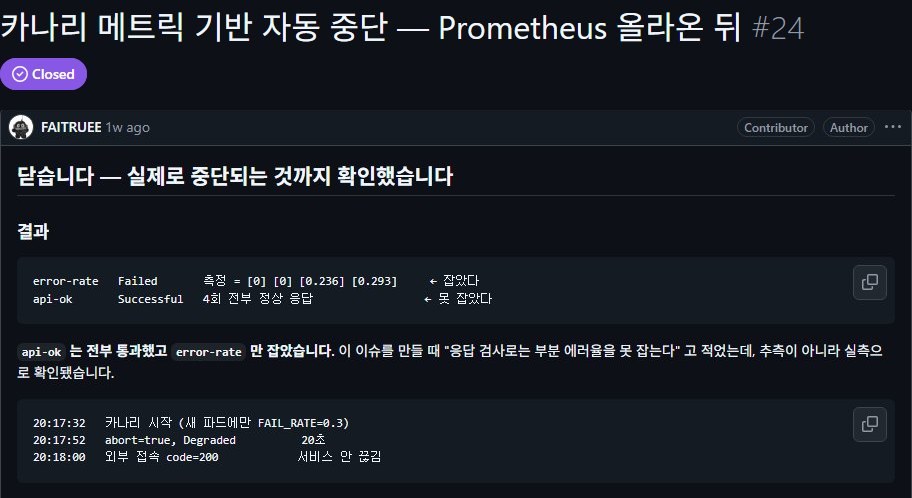 카나리 메트릭 기반 자동 중단 — Prometheus 올라온 뒤 #24
Closed
FAITRUEE 1w ago Contributor Author
닫습니다 — 실제로 중단되는 것까지 확인했습니다
결과
error-rate Failed 측정 = [0] [0] [0.236] [0.293] ← 잡았다
api-ok Successful 4회 전부 정상 응답 ← 못 잡았다
api-ok 는 전부 통과했고 error-rate 만 잡았습니다. 이 이슈를 만들 때 "응답 검사로는 부분 에러율을 못 잡는다" 고 적었는데, 추측이 아니라 실측으
로 확인됐습니다.
20:17:32 카나리 시작 (새 파드에만 FAIL_RATE=0.3)
20:17:52 abort=true, Degraded 20초
20:18:00 외부 접속 code=200 서비스 안 끊김